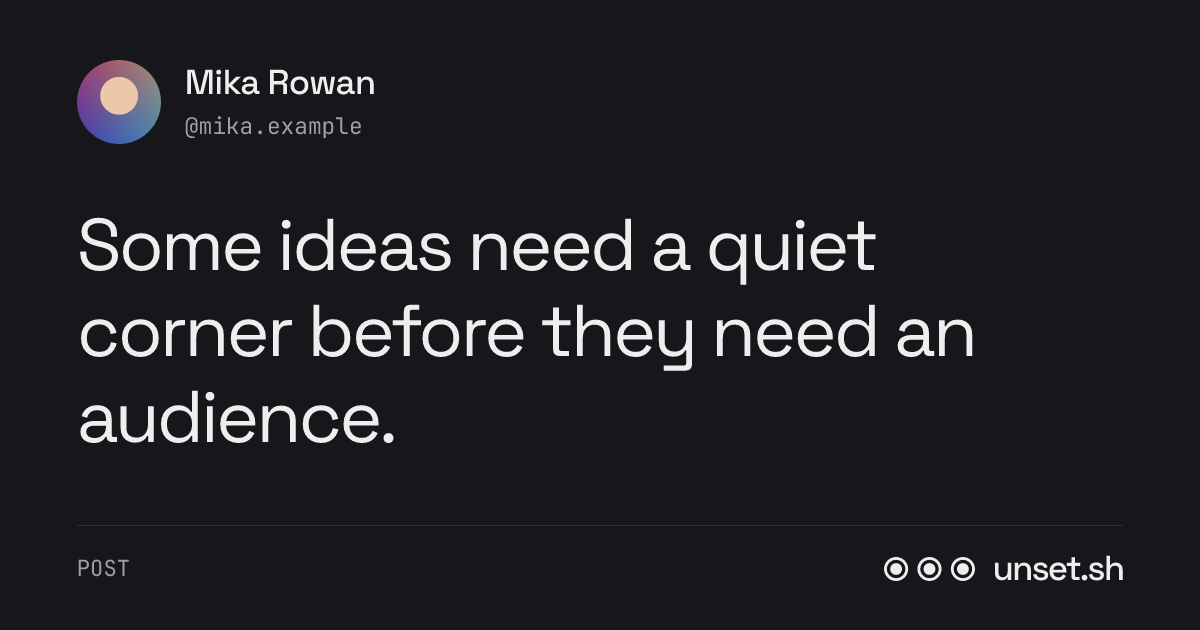 Mika Rowan
@mika.example
Some ideas need a quiet
corner before they need an
audience.
POST
unset.sh